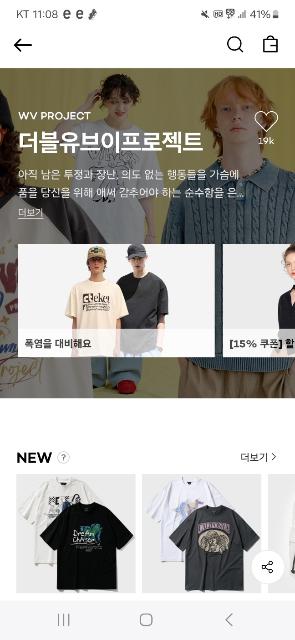 KT 11:08
41%
WV PROJECT
더블유브이프로젝트
19k
아직 남은 투정과 장난, 의도 없는 행동들을 가슴에
품을 당신을 위해 애써 감추어야 하는 순수함을 은...
더보기
폭염을 대비해요
[15% 쿠폰] 할
NEW ?
더보기 >
Dream
Chaser